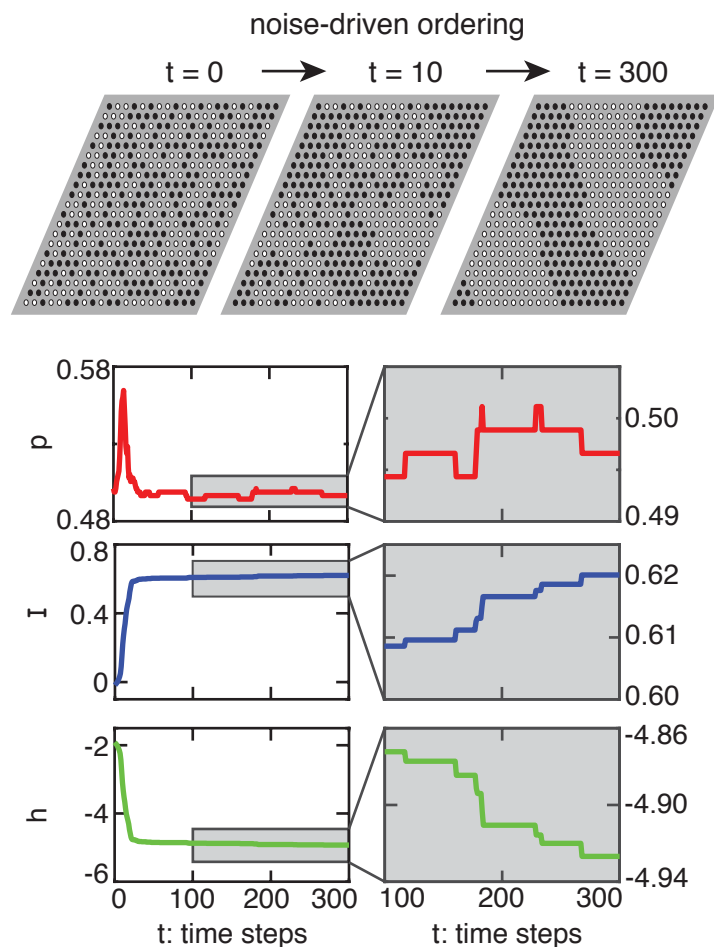 noise-driven ordering
t = 0 t = 10 t = 300
0.58
p
0.48
0.50
0.49
0.8
I
0.4
0
0.62
0.61
0.60
-2
h
-4
-6
-4.86
-4.90
-4.94
0 100 200 300
100 200 300
t: time steps t: time steps